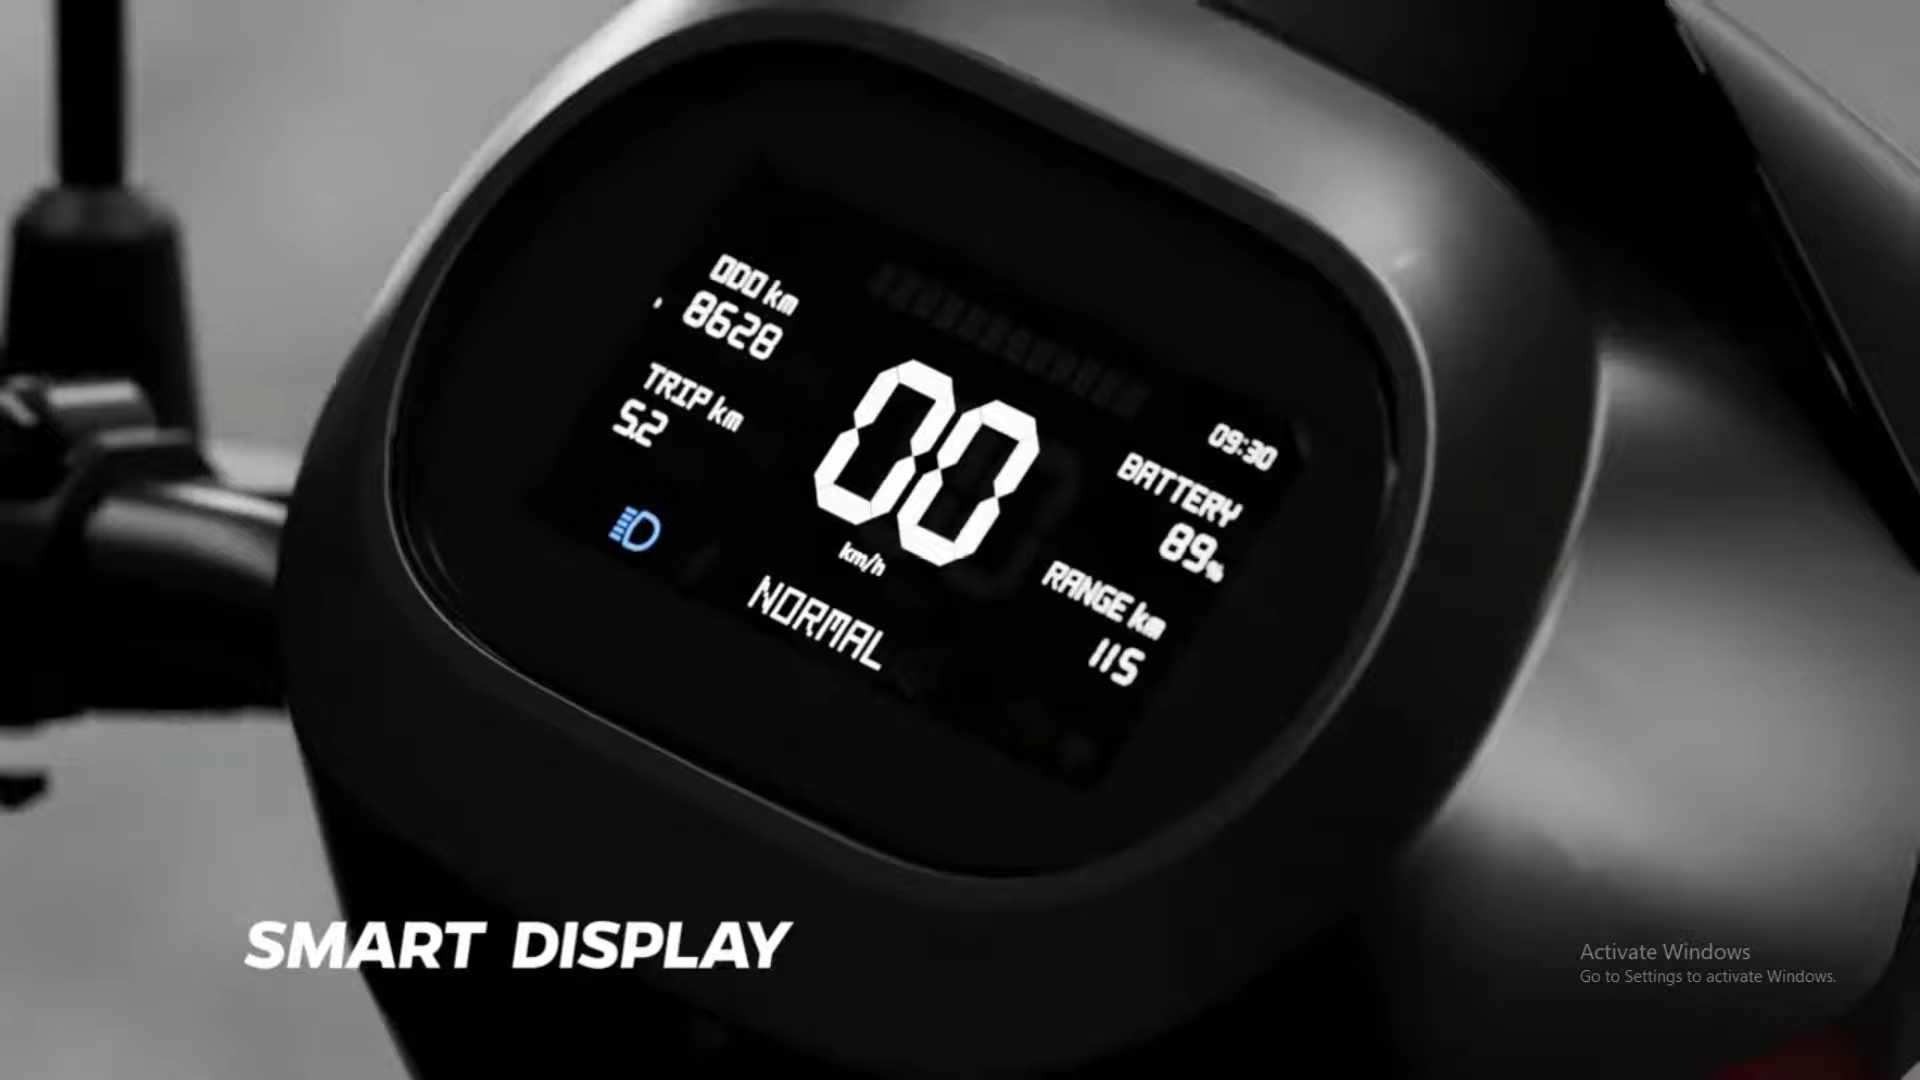 ODO km
8628
TRIP km
5.2
00
km/h
NORMAL
09:30
BATTERY
89%
RANGE km
115
SMART DISPLAY
Activate Windows
Go to Settings to activate Windows.